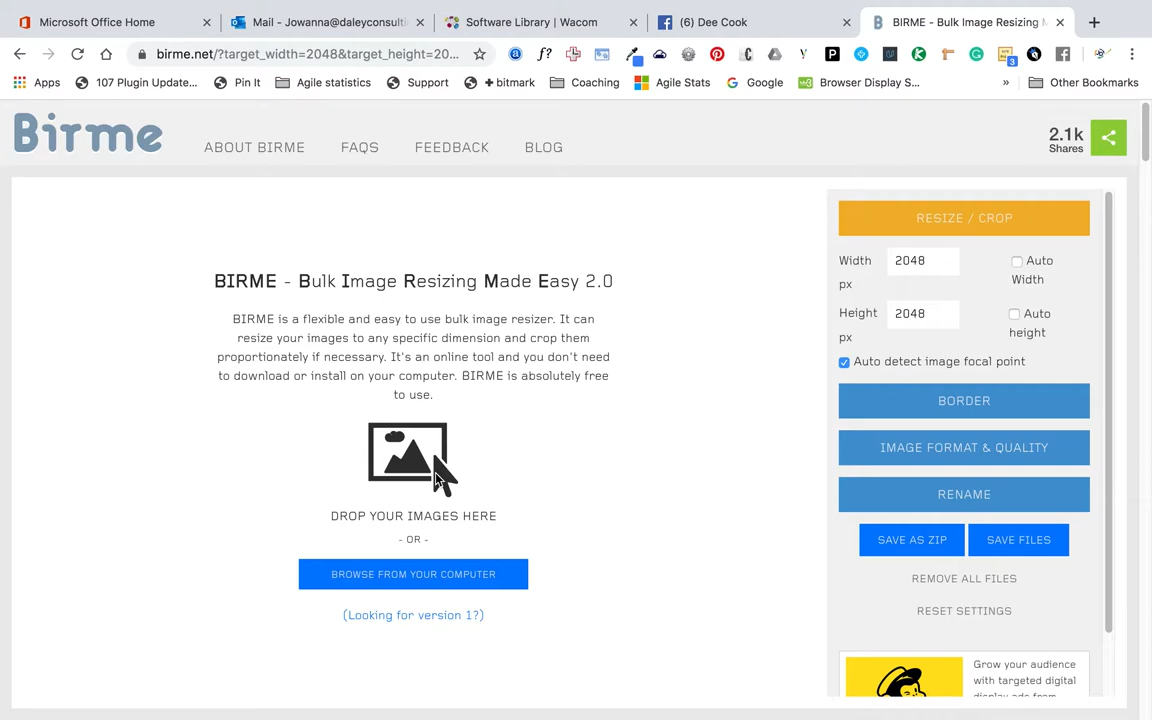 Microsoft Office Home
Mail - Jowanna@daleyconsulti
Software Library | Wacom
(6) Dee Cook
BIRME - Bulk Image Resizing M
birme.net/?target_width=2048&target_height=20...
Apps
107 Plugin Update...
Pin It
Agile statistics
Support
+ bitmark
Coaching
Agile Stats
Google
Browser Display S...
»
Other Bookmarks
Birme
ABOUT BIRME
FAQS
FEEDBACK
BLOG
2.1k
Shares
BIRME - Bulk Image Resizing Made Easy 2.0
BIRME is a flexible and easy to use bulk image resizer. It can
resize your images to any specific dimension and crop them
proportionately if necessary. It's an online tool and you don't need
to download or install on your computer. BIRME is absolutely free
to use.
DROP YOUR IMAGES HERE
- OR -
BROWSE FROM YOUR COMPUTER
(Looking for version 1?)
RESIZE / CROP
Width
px
2048
Auto
Width
Height
px
2048
Auto
height
Auto detect image focal point
BORDER
IMAGE FORMAT & QUALITY
RENAME
SAVE AS ZIP
SAVE FILES
REMOVE ALL FILES
RESET SETTINGS
Grow your audience
with targeted digital
display ads from